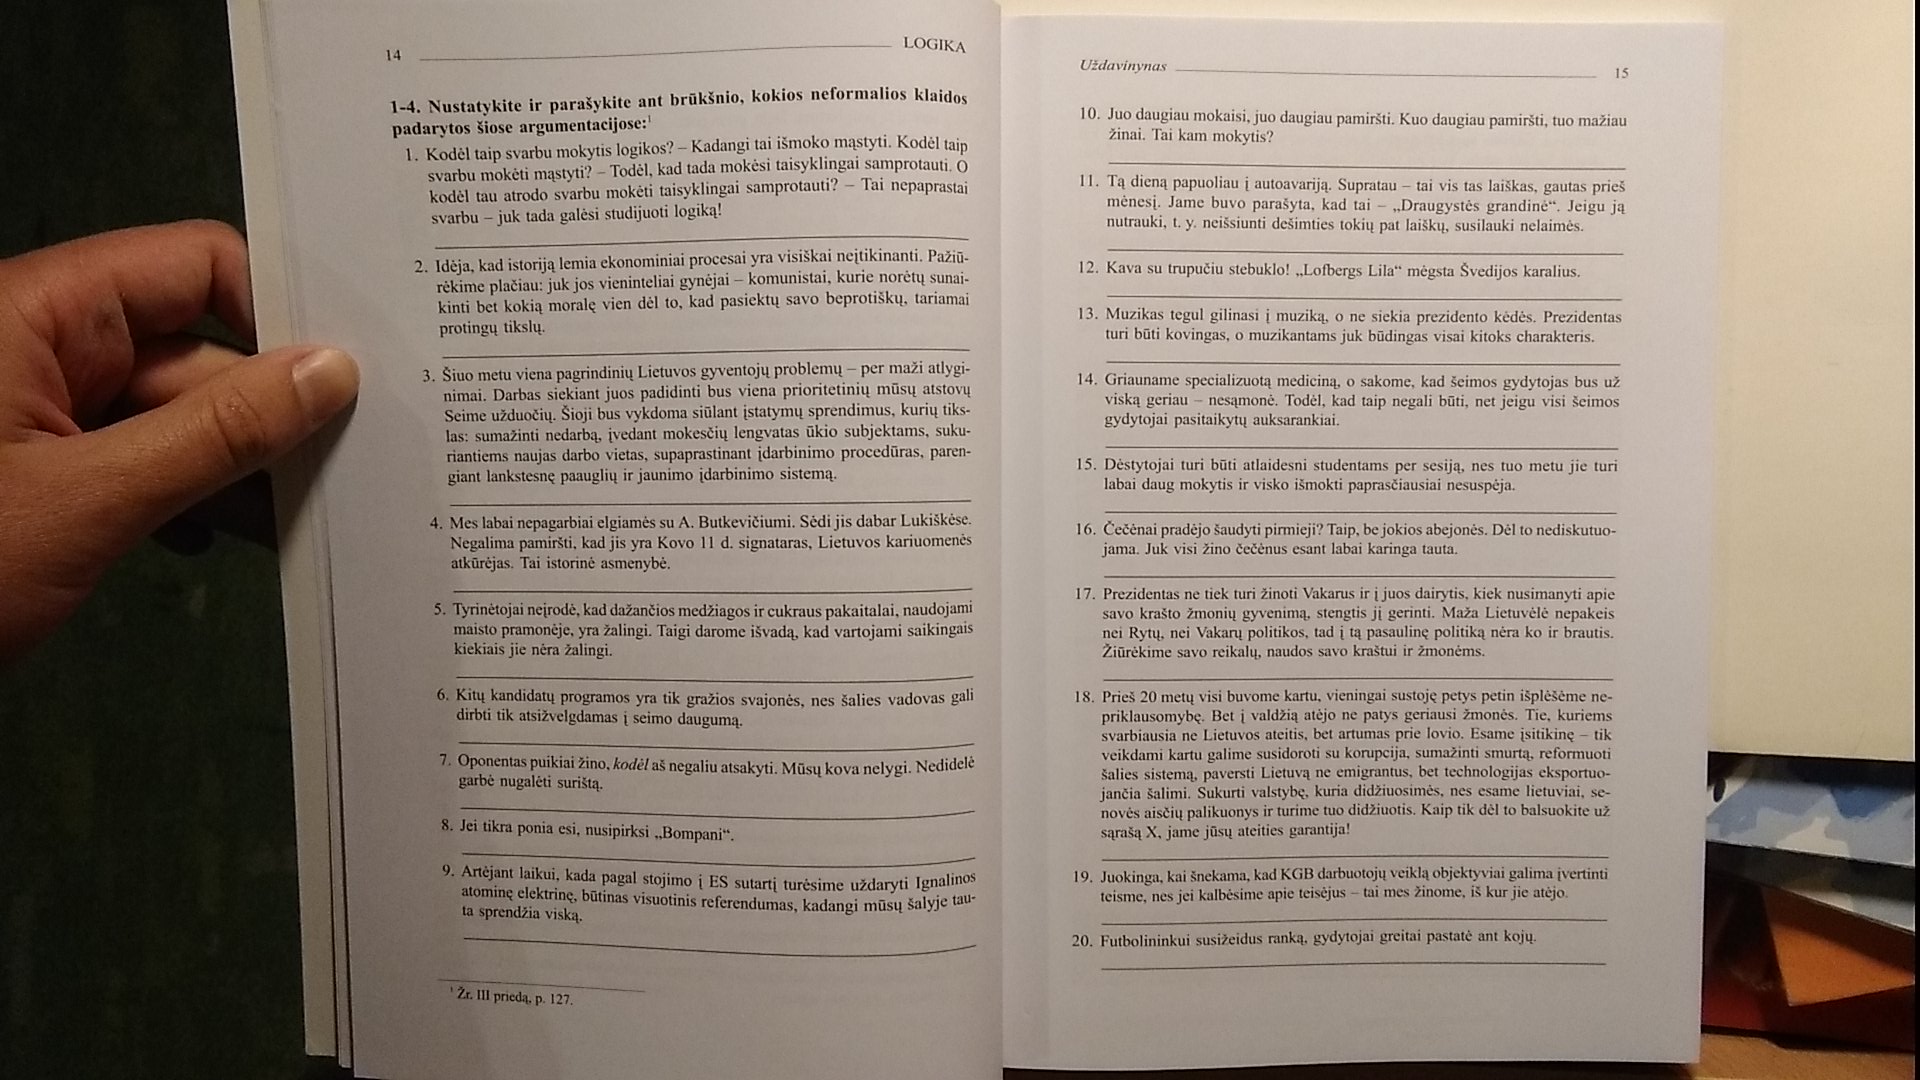 14 LOGIKA
1-4. Nustatykite ir parašykite ant brūkšnio, kokios neformalios klaidos
padarytos šiose argumentacijose:¹
1. Kodėl taip svarbu mokytis logikos? – Kadangi tai išmoko mąstyti. Kodėl taip
svarbu mokėti mąstyti? – Todėl, kad tada mokėsi taisyklingai samprotauti. O
kodėl tau atrodo svarbu mokėti taisyklingai samprotauti? – Tai nepaprastai
svarbu – juk tada galėsi studijuoti logiką!
2. Idėja, kad istoriją lemia ekonominiai procesai yra visiškai neįtikinanti. Pažiū-
rėkime plačiau: juk jos vieninteliai gynėjai – komunistai, kurie norėtų sunai-
kinti bet kokią moralę vien dėl to, kad pasiektų savo beprotiškų, tariamai
protingų tikslų.
3. Šiuo metu viena pagrindinių Lietuvos gyventojų problemų – per maži atlygi-
nimai. Darbas siekiant juos padidinti bus viena prioritetinių mūsų atstovų
Seime užduočių. Šioji bus vykdoma siūlant įstatymų sprendimus, kurių tiks-
las: sumažinti nedarbą, įvedant mokesčių lengvatas ūkio subjektams, suku-
riantiems naujas darbo vietas, supaprastinant įdarbinimo procedūras, paren-
giant lankstesnę paauglių ir jaunimo įdarbinimo sistemą.
4. Mes labai nepagarbiai elgiamės su A. Butkevičiumi. Sėdi jis dabar Lukiškėse.
Negalima pamiršti, kad jis yra Kovo 11 d. signataras, Lietuvos kariuomenės
atkūrėjas. Tai istorinė asmenybė.
5. Tyrinėtojai neįrodė, kad dažančios medžiagos ir cukraus pakaitalai, naudojami
maisto pramonėje, yra žalingi. Taigi darome išvadą, kad vartojami saikingais
kiekiais jie nėra žalingi.
6. Kitų kandidatų programos yra tik gražios svajonės, nes šalies vadovas gali
dirbti tik atsižvelgdamas į seimo daugumą.
7. Oponentas puikiai žino, kodėl aš negaliu atsakyti. Mūsų kova nelygi. Nedidelė
garbė nugalėti surištą.
8. Jei tikra ponia esi, nusipirksi „Bompani“.
9. Artėjant laikui, kada pagal stojimo į ES sutartį turėsime uždaryti Ignalinos
atominę elektrinę, būtinas visuotinis referendumas, kadangi mūsų šalyje tau-
ta sprendžia viską.
¹ Žr. III priedą, p. 127.
Uždavinynas 15
10. Juo daugiau mokaisi, juo daugiau pamiršti. Kuo daugiau pamiršti, tuo mažiau
žinai. Tai kam mokytis?
11. Tą dieną papuoliau į autoavariją. Supratau – tai vis tas laiškas, gautas prieš
mėnesį. Jame buvo parašyta, kad tai – „Draugystės grandinė“. Jeigu ją
nutrauki, t. y. neišsiunti dešimties tokių pat laiškų, susilauki nelaimės.
12. Kava su trupučiu stebuklo! „Lofbergs Lila“ mėgsta Švedijos karalius.
13. Muzikas tegul gilinasi į muziką, o ne siekia prezidento kėdės. Prezidentas
turi būti kovingas, o muzikantams juk būdingas visai kitoks charakteris.
14. Griauname specializuotą mediciną, o sakome, kad šeimos gydytojas bus už
viską geriau – nesąmonė. Todėl, kad taip negali būti, net jeigu visi šeimos
gydytojai pasitaikytų auksarankiai.
15. Dėstytojai turi būti atlaidesni studentams per sesiją, nes tuo metu jie turi
labai daug mokytis ir visko išmokti paprasčiausiai nesuspėja.
16. Čečėnai pradėjo šaudyti pirmieji? Taip, be jokios abejonės. Dėl to nediskutuo-
jama. Juk visi žino čečėnus esant labai karinga tauta.
17. Prezidentas ne tiek turi žinoti Vakarus ir į juos dairytis, kiek nusimanyti apie
savo krašto žmonių gyvenimą, stengtis jį gerinti. Maža Lietuvėlė nepakeis
nei Rytų, nei Vakarų politikos, tad į tą pasaulinę politiką nėra ko ir brautis.
Žiūrėkime savo reikalų, naudos savo kraštui ir žmonėms.
18. Prieš 20 metų visi buvome kartu, vieningai sustoję petys petin išplėšėme ne-
priklausomybę. Bet į valdžią atėjo ne patys geriausi žmonės. Tie, kuriems
svarbiausia ne Lietuvos ateitis, bet artumas prie lovio. Esame įsitikinę – tik
veikdami kartu galime susidoroti su korupcija, sumažinti smurtą, reformuoti
šalies sistemą, paversti Lietuvą ne emigrantus, bet technologijas eksportuo-
jančia šalimi. Sukurti valstybę, kuria didžiuosimės, nes esame lietuviai, se-
novės aisčių palikuonys ir turime tuo didžiuotis. Kaip tik dėl to balsuokite už
sąrašą X, jame jūsų ateities garantija!
19. Juokinga, kai šnekama, kad KGB darbuotojų veiklą objektyviai galima įvertinti
teisme, nes jei kalbėsime apie teisėjus – tai mes žinome, iš kur jie atėjo.
20. Futbolininkui susižeidus ranką, gydytojai greitai pastatė ant kojų.